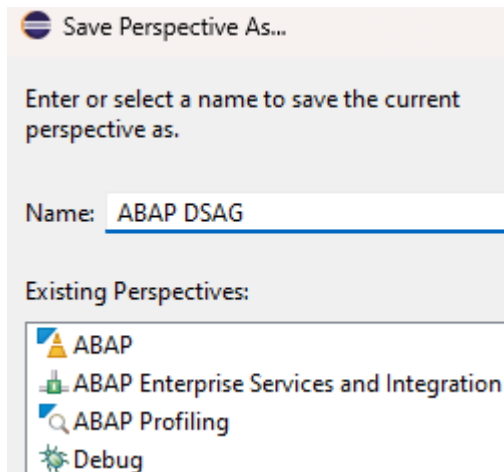 Save Perspective As...
Enter or select a name to save the current
perspective as.
Name: ABAP DSAG
Existing Perspectives:
ABAP
ABAP Enterprise Services and Integration
ABAP Profiling
Debug